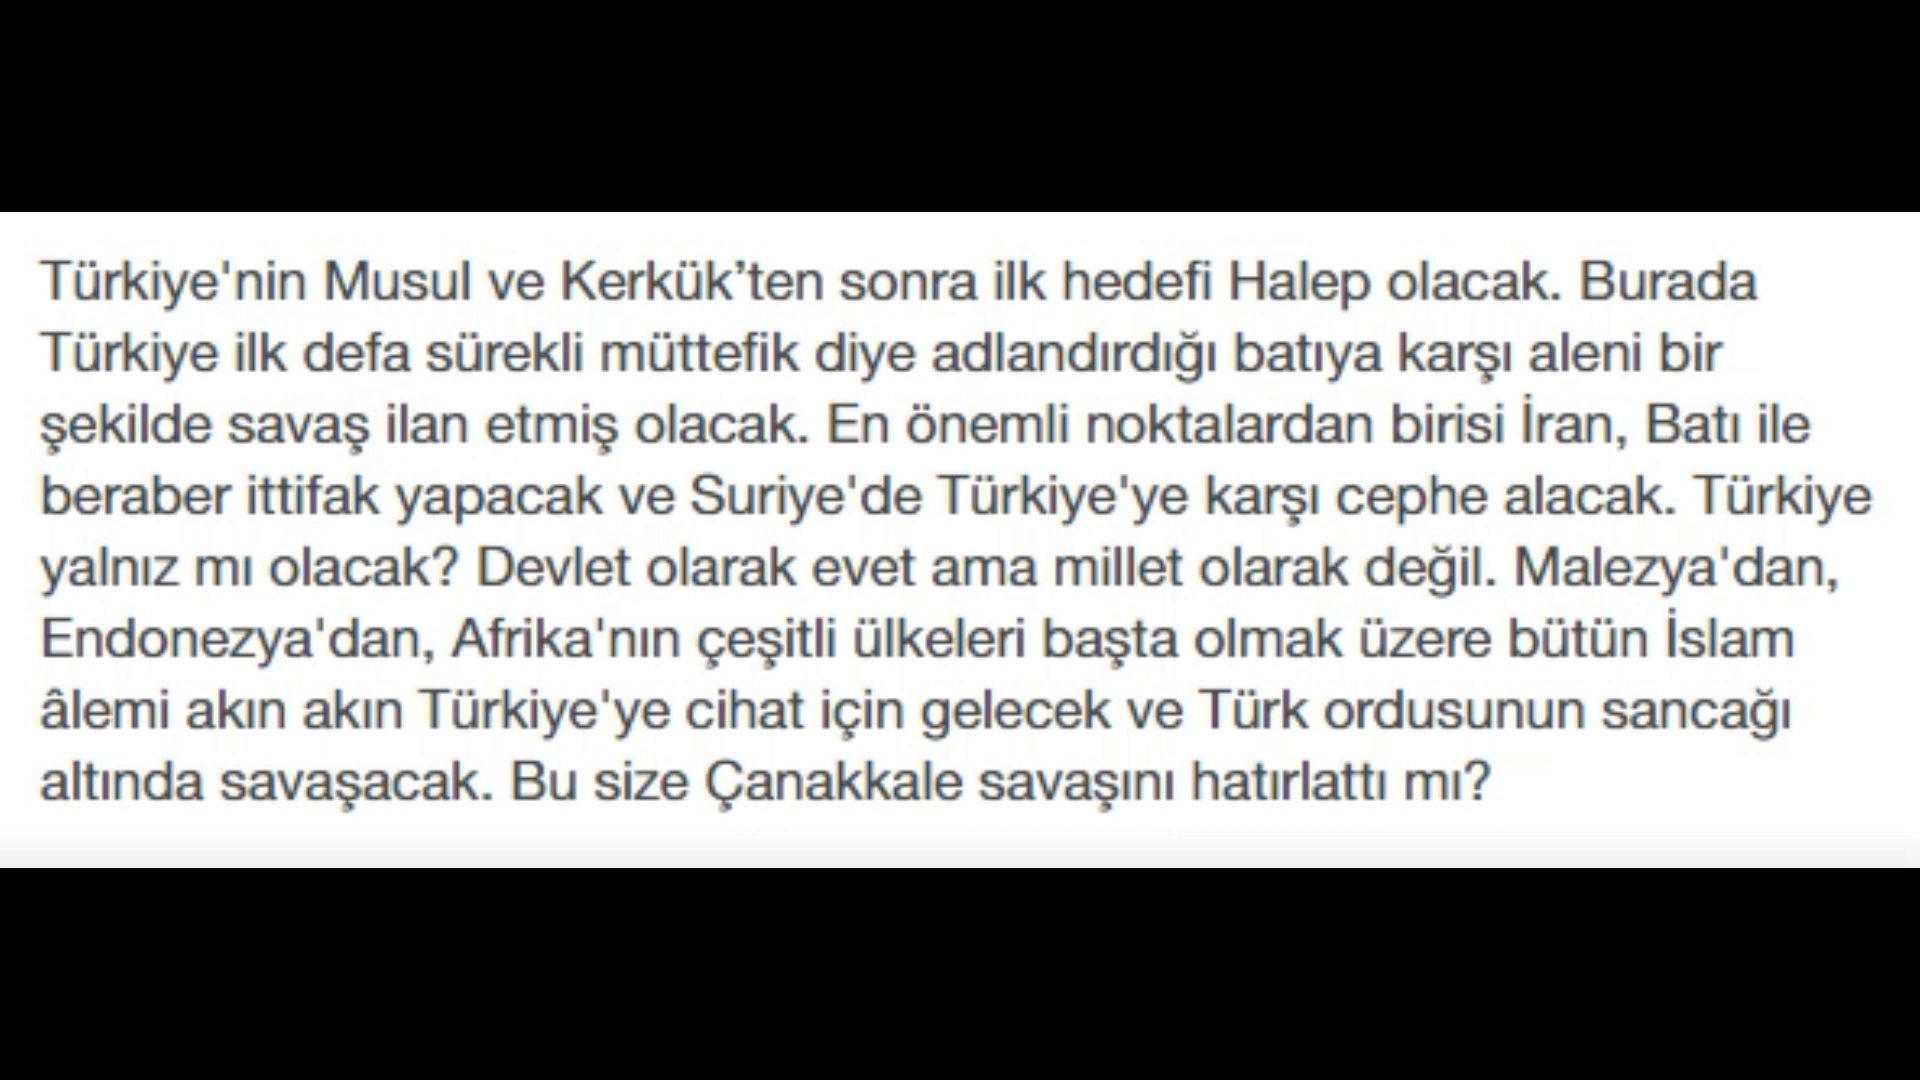 Türkiye'nin Musul ve Kerkük’ten sonra ilk hedefi Halep olacak. Burada
Türkiye ilk defa sürekli müttefik diye adlandırdığı batıya karşı aleni bir
şekilde savaş ilan etmiş olacak. En önemli noktalardan birisi İran, Batı ile
beraber ittifak yapacak ve Suriye'de Türkiye'ye karşı cephe alacak. Türkiye
yalnız mı olacak? Devlet olarak evet ama millet olarak değil. Malezya'dan,
Endonezya'dan, Afrika'nın çeşitli ülkeleri başta olmak üzere bütün İslam
âlemi akın akın Türkiye'ye cihat için gelecek ve Türk ordusunun sancağı
altında savaşacak. Bu size Çanakkale savaşını hatırlattı mı?